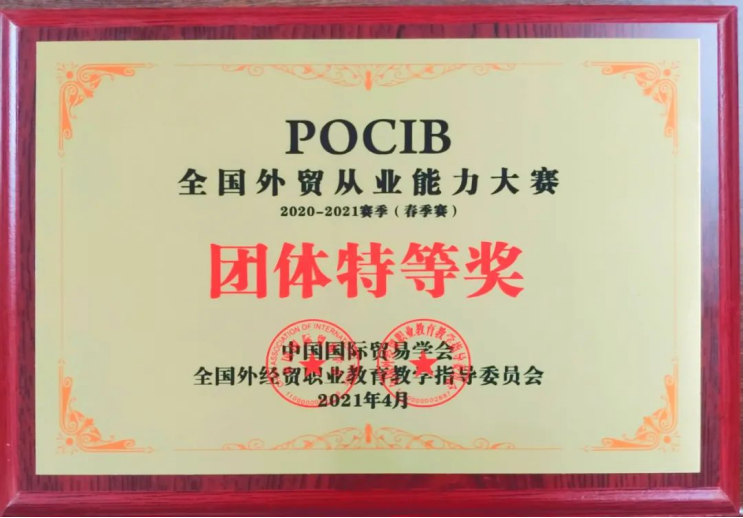 POCIB
全国外贸从业能力大赛
2020-2021赛季（春季赛）
团体特等奖
中国国际贸易学会
全国外经贸职业教育教学指导委员会
2021年4月